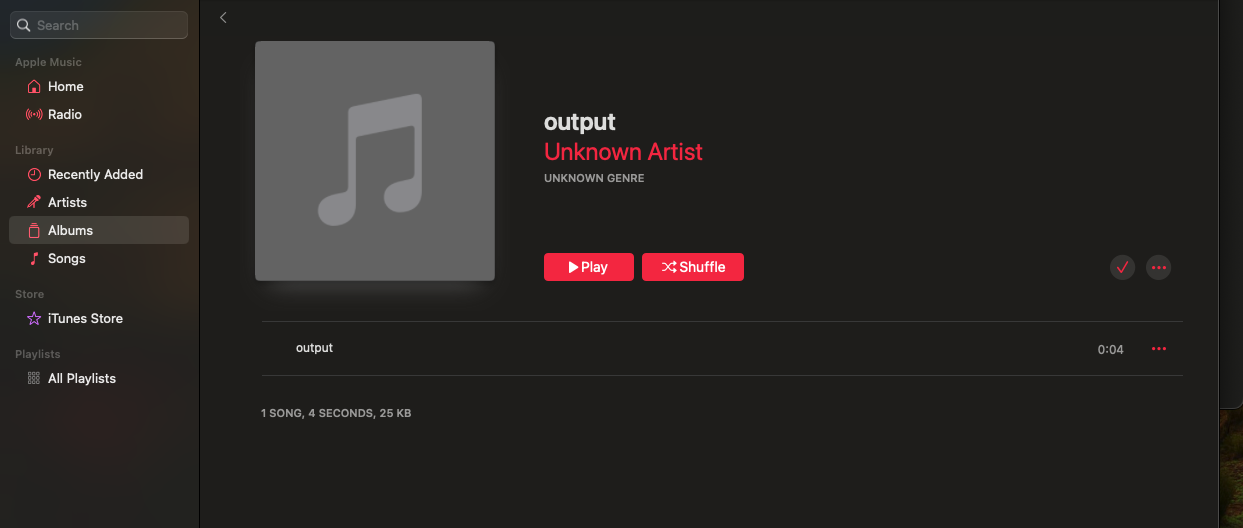 Search
Apple Music
Home
Radio
Library
Recently Added
Artists
Albums
Songs
Store
iTunes Store
Playlists
All Playlists
output
Unknown Artist
UNKNOWN GENRE
Play
Shuffle
output 0:04
1 SONG, 4 SECONDS, 25 KB